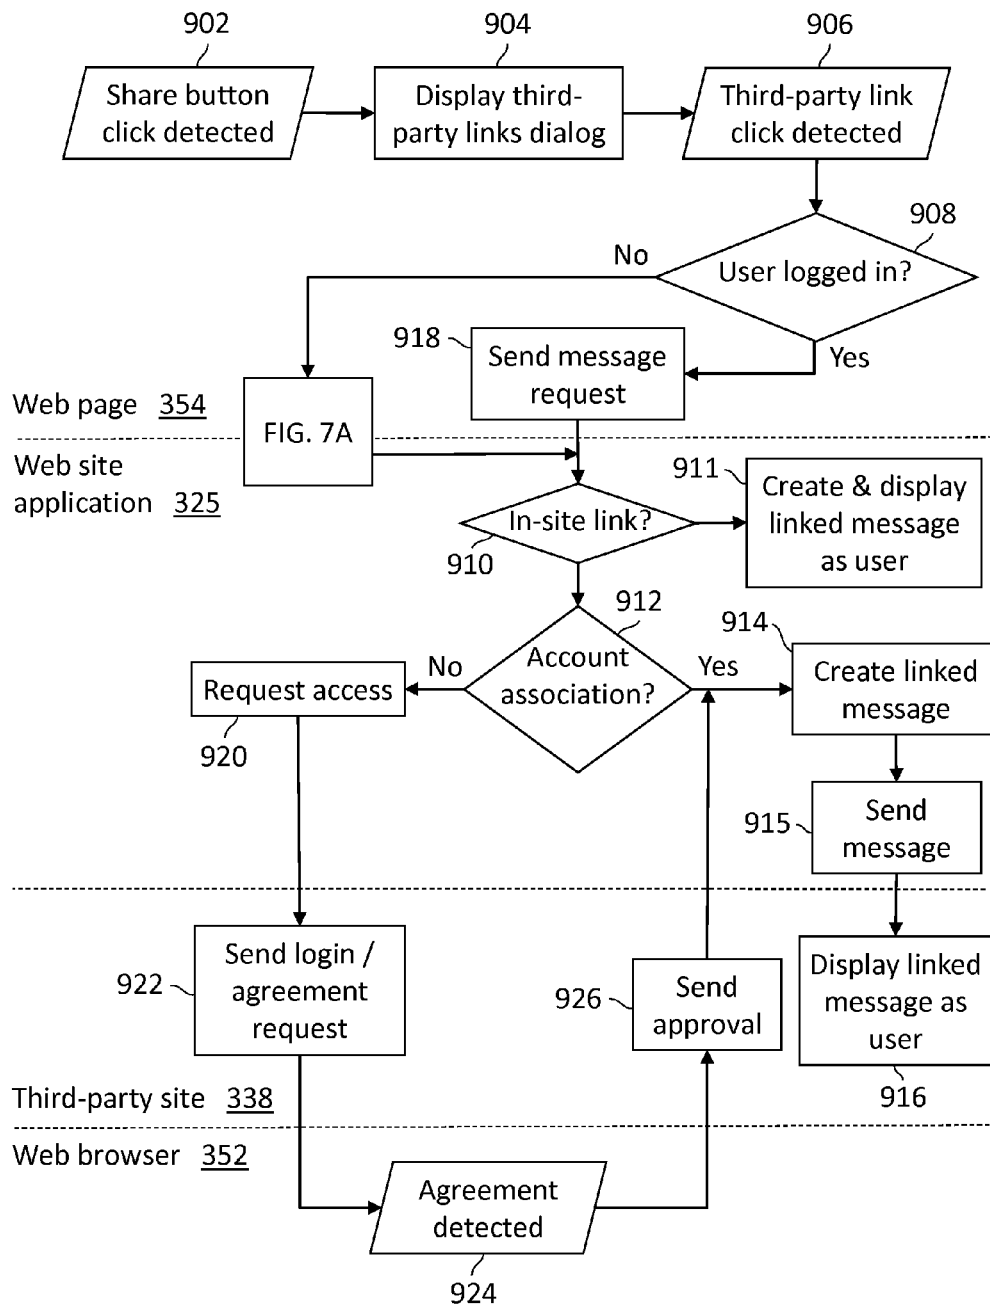 902
904
906
Share button
click detected
Display third-
party links dialog
Third-party link
click detected
908
No
User logged in?
918
Send message
request
Yes
Web page 354
FIG. 7A
Web site
application 325
911
Create & display
linked message
as user
In-site link?
910
912
914
No
Account
association?
Yes
Create linked
message
Request access
920
915
Send
message
922
Send login /
agreement
request
926
Send
approval
Display linked
message as
user
916
Third-party site 338
Web browser 352
Agreement
detected
924